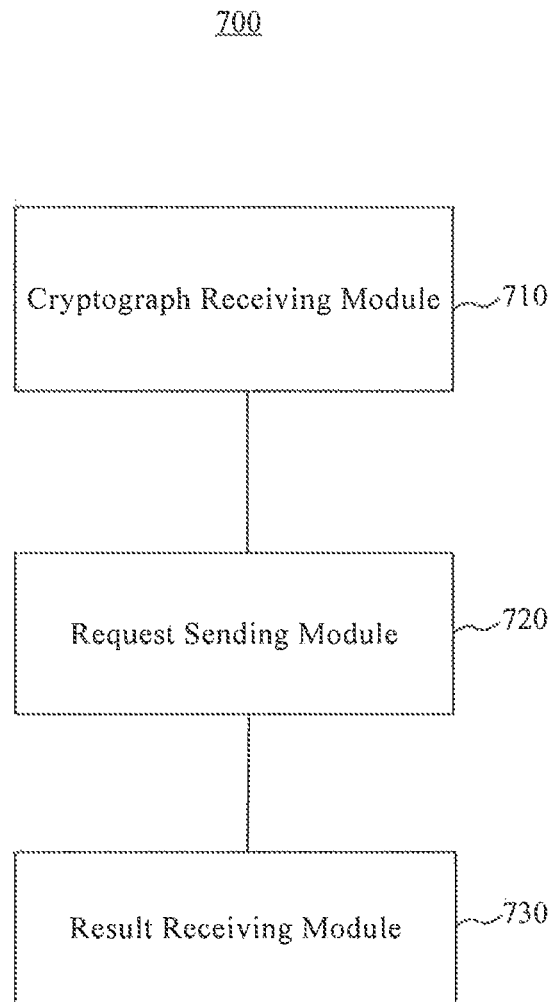 700
Cryptograph Receiving Module
710
Request Sending Module
720
Result Receiving Module
730